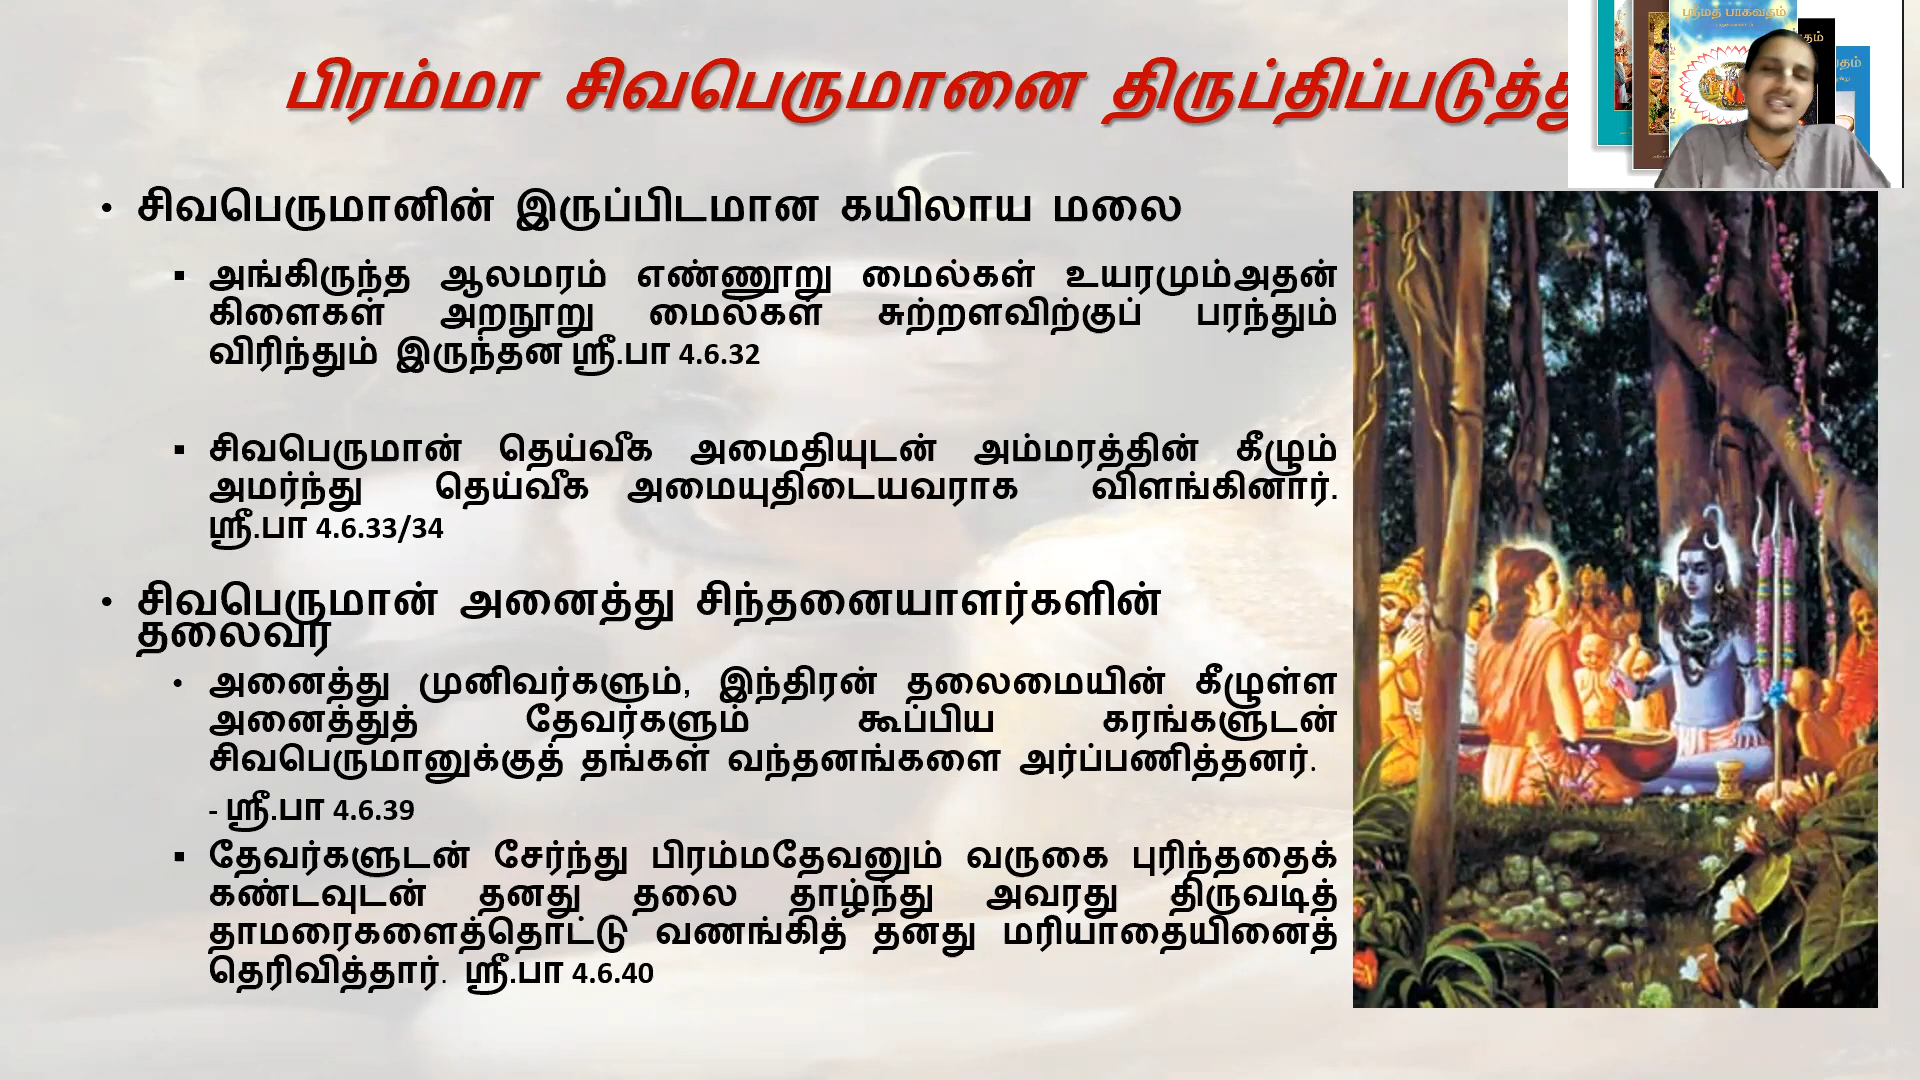 பிரம்மா சிவபெருமானை
ஸ்ரீமத் பாகவதம்
• சிவபெருமானின் இருப்பிடமான கயிலாய மலை
▪ அங்கிருந்த ஆலமரம் எண்ணூறு மைல்கள் உயரமும்அதன்
கிளைகள் அறநூறு மைல்கள் சுற்றளவிற்குப் பரந்தும்
விரிந்தும் இருந்தன ஸ்ரீ.பா 4.6.32
▪ சிவபெருமான் தெய்வீக அமைதியுடன் அம்மரத்தின் கீழும்
அமர்ந்து தெய்வீக அமையுதிடையவராக விளங்கினார்.
ஸ்ரீ.பா 4.6.33/34
• சிவபெருமான் அனைத்து சிந்தனையாளர்களின்
தலைவர்
• அனைத்து முனிவர்களும், இந்திரன் தலைமையின் கீழுள்ள
அனைத்துத் தேவர்களும் கூப்பிய கரங்களுடன்
சிவபெருமானுக்குத் தங்கள் வந்தனங்களை அர்ப்பணித்தனர்.
- ஸ்ரீ.பா 4.6.39
▪ தேவர்களுடன் சேர்ந்து பிரம்மதேவனும் வருகை புரிந்ததைக்
கண்டவுடன் தனது தலை தாழ்ந்து அவரது திருவடித்
தாமரைகளைத்தொட்டு வணங்கித் தனது மரியாதையினைத்
தெரிவித்தார். ஸ்ரீ.பா 4.6.40